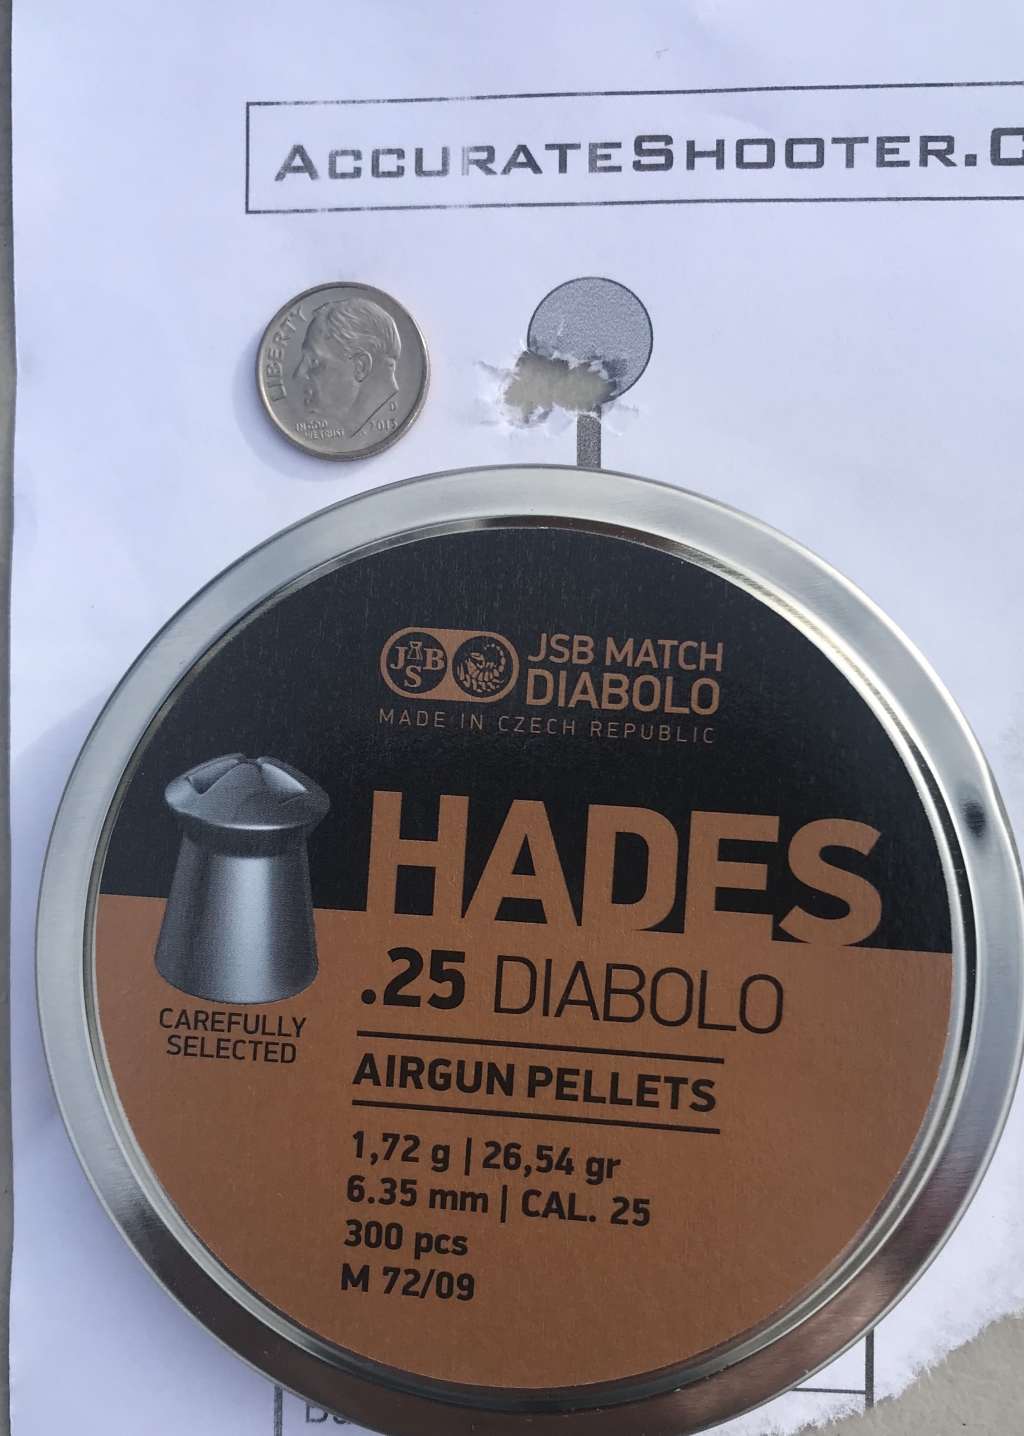 ACCURATESHOOTER.C
LIBERTY
IN GOD
WE TRUST
D
2015
JSB
JSB MATCH
DIABOLO
MADE IN CZECH REPUBLIC
HADES
.25 DIABOLO
CAREFULLY
SELECTED
AIRGUN PELLETS
1,72 g | 26,54 gr
6.35 mm | CAL. 25
300 pcs
M 72/09